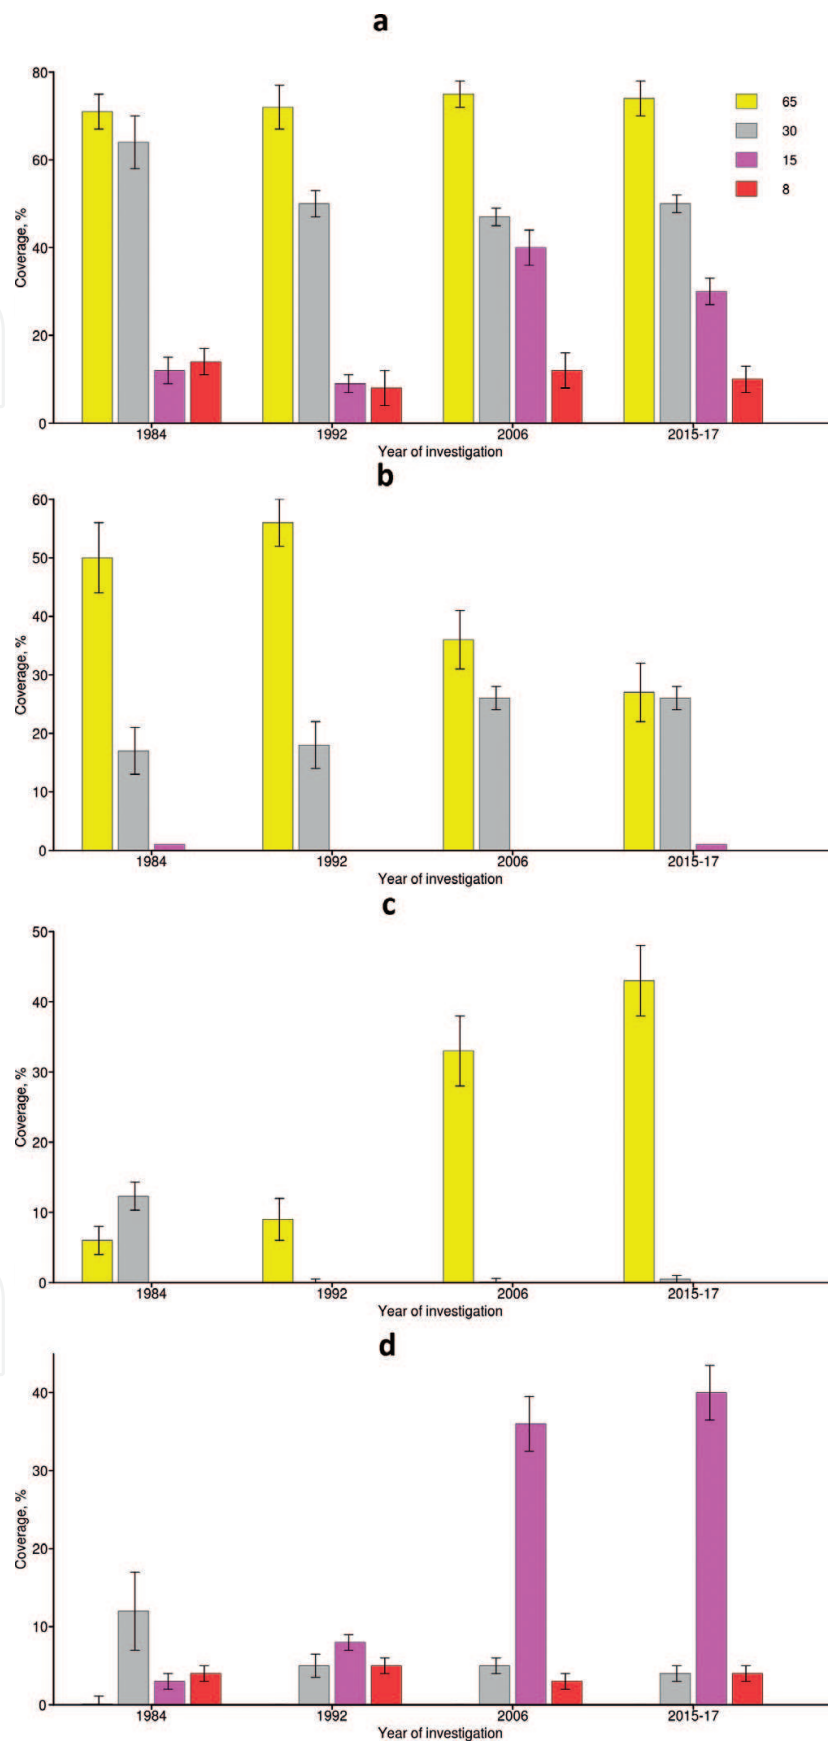 a
80
60
40
20
0
Coverage, %
65
30
15
8
1984 1992 2006 2015-17
Year of investigation
b
60
50
40
30
20
10
0
Coverage, %
1984 1992 2006 2015-17
Year of investigation
c
50
40
30
20
10
0
Coverage, %
1984 1992 2006 2015-17
Year of investigation
d
40
30
20
10
0
Coverage, %
1984 1992 2006 2015-17
Year of investigation